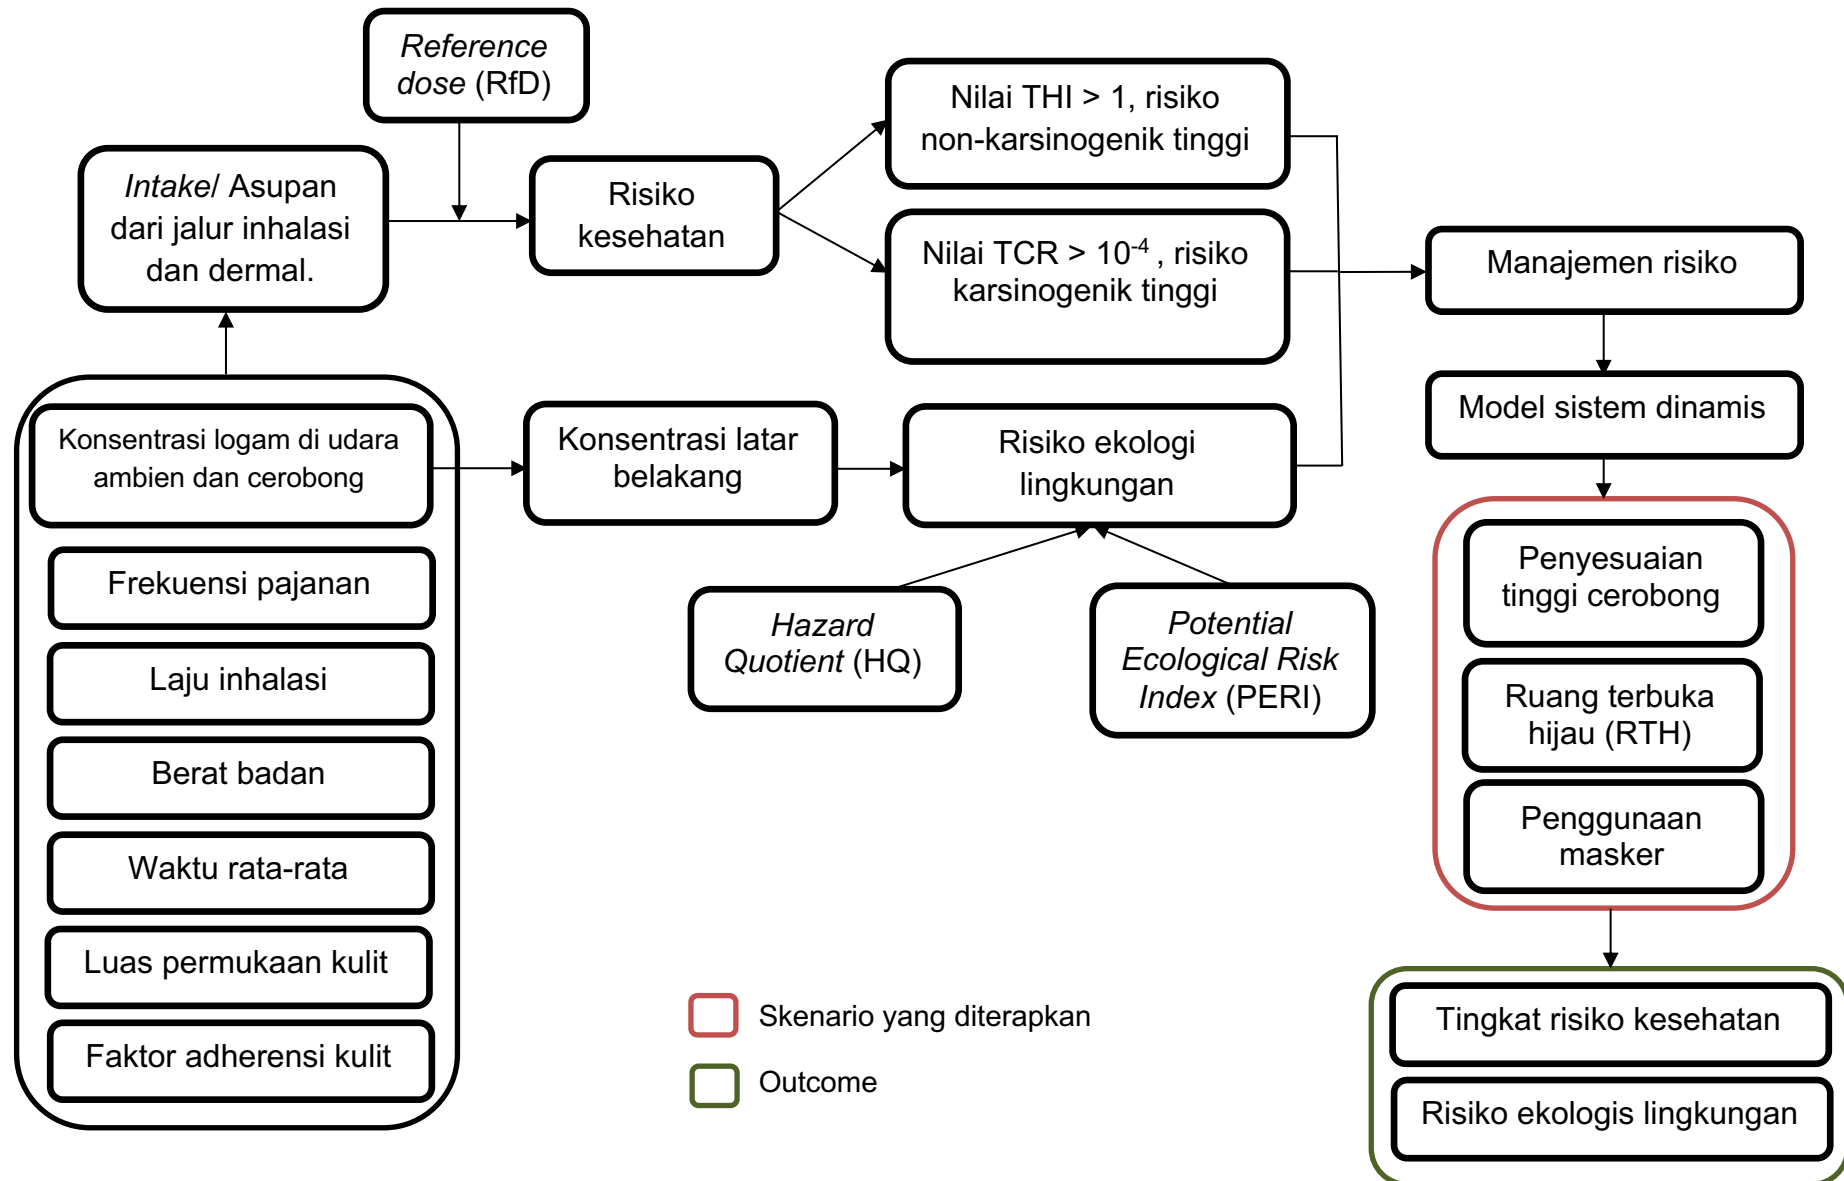 Reference
dose (RfD)
Nilai THI > 1, risiko
non-karsinogenik tinggi
Intake/ Asupan
dari jalur inhalasi
dan dermal.
Risiko
kesehatan
Nilai TCR > 10⁻⁴ , risiko
karsinogenik tinggi
Manajemen risiko
Model sistem dinamis
Konsentrasi logam di udara
ambien dan cerobong
Konsentrasi latar
belakang
Risiko ekologi
lingkungan
Frekuensi pajanan
Laju inhalasi
Berat badan
Waktu rata-rata
Luas permukaan kulit
Faktor adherensi kulit
Hazard
Quotient (HQ)
Potential
Ecological Risk
Index (PERI)
Penyesuaian
tinggi cerobong
Ruang terbuka
hijau (RTH)
Penggunaan
masker
Skenario yang diterapkan
Outcome
Tingkat risiko kesehatan
Risiko ekologis lingkungan